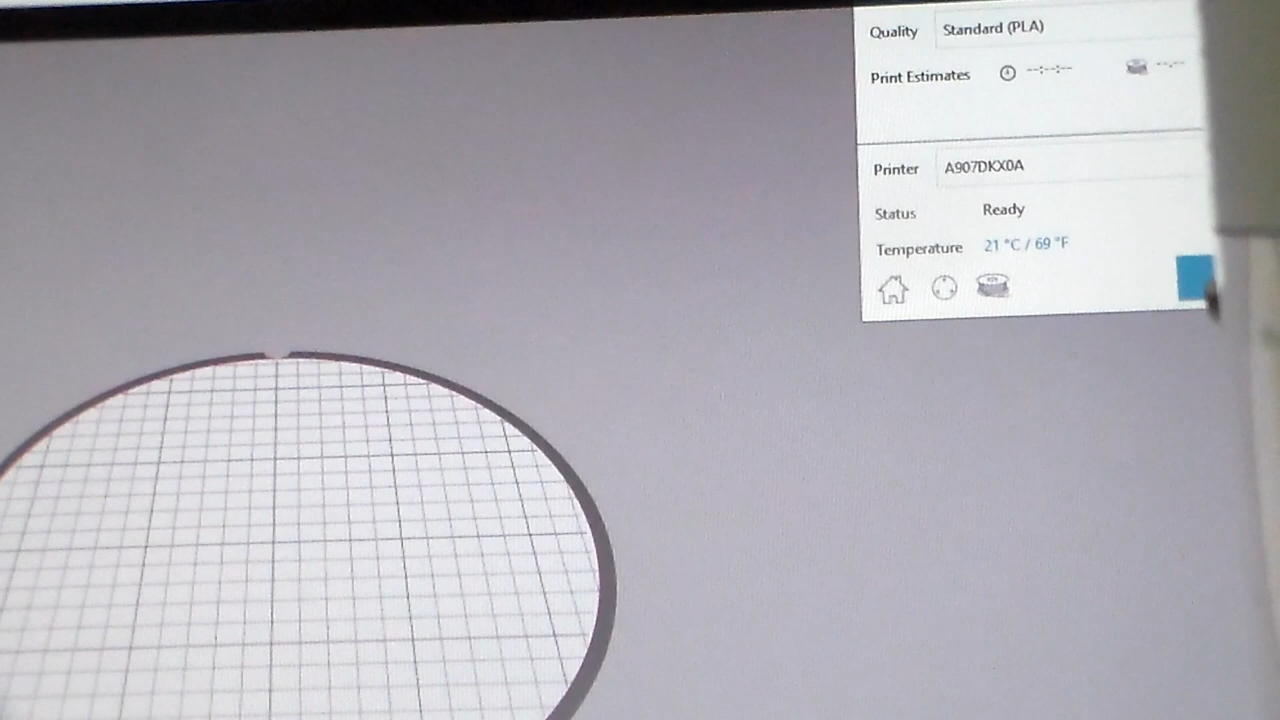 Quality Standard (PLA)
Print Estimates --:--:-- --.--
Printer A907DKX0A
Status Ready
Temperature 21 °C / 69 °F